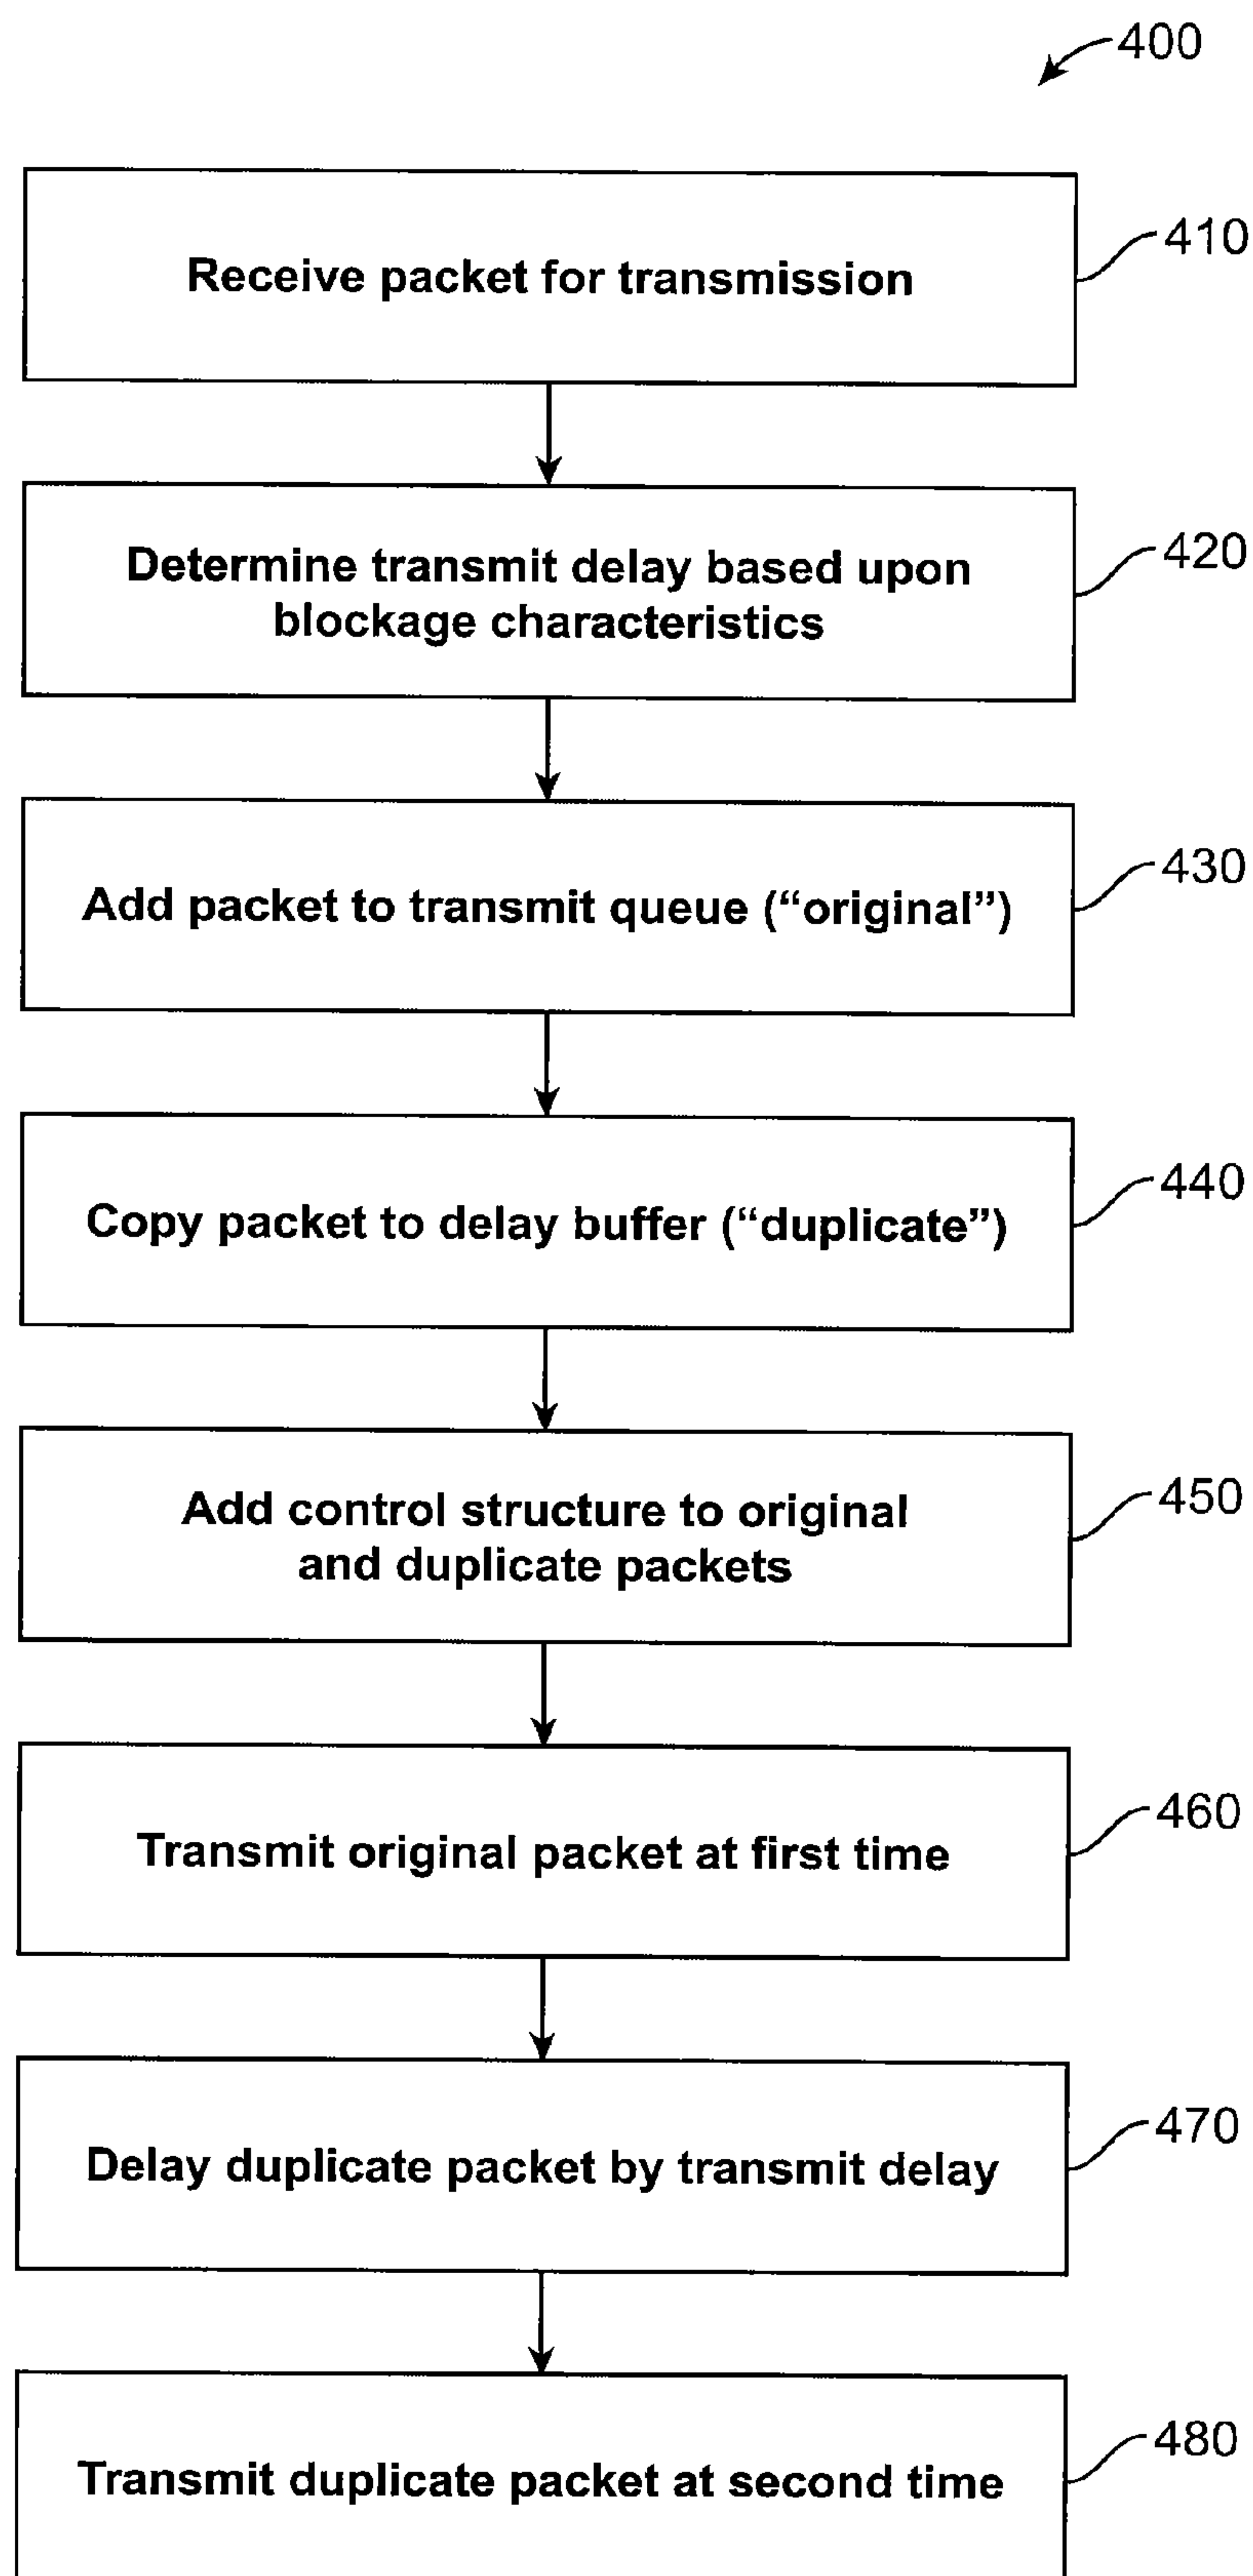 400
Receive packet for transmission
410
Determine transmit delay based upon
blockage characteristics
420
Add packet to transmit queue (“original”)
430
Copy packet to delay buffer (“duplicate”)
440
Add control structure to original
and duplicate packets
450
Transmit original packet at first time
460
Delay duplicate packet by transmit delay
470
Transmit duplicate packet at second time
480